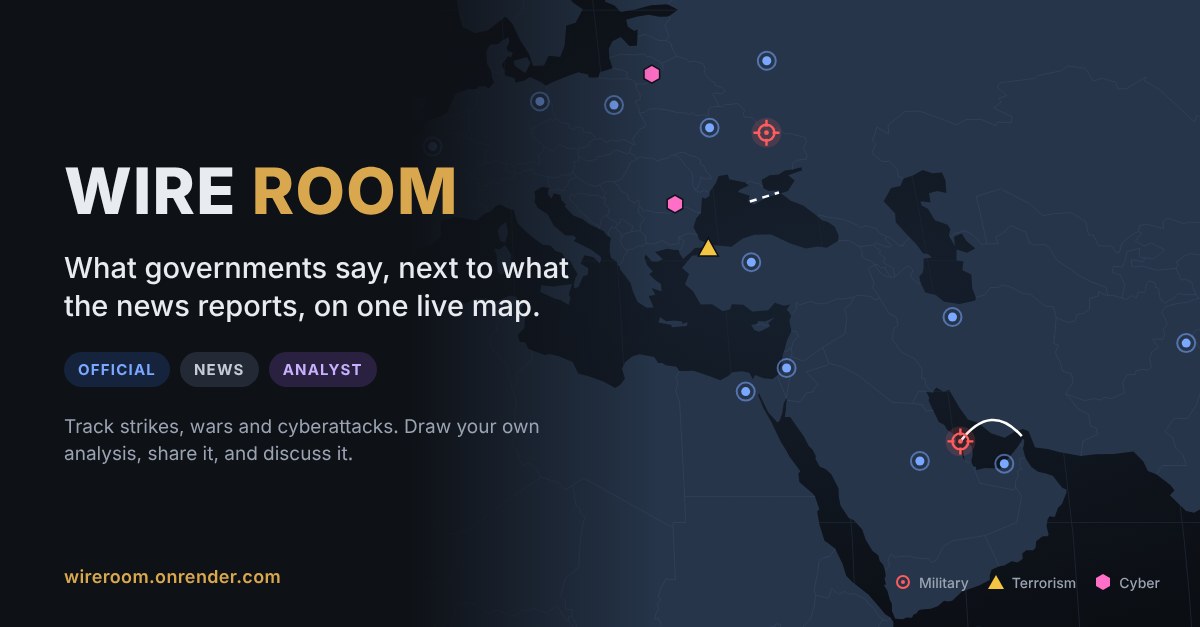 WIRE ROOM
What governments say, next to what
the news reports, on one live map.
OFFICIAL NEWS ANALYST
Track strikes, wars and cyberattacks. Draw your own
analysis, share it, and discuss it.
wireroom.onrender.com
Military Terrorism Cyber